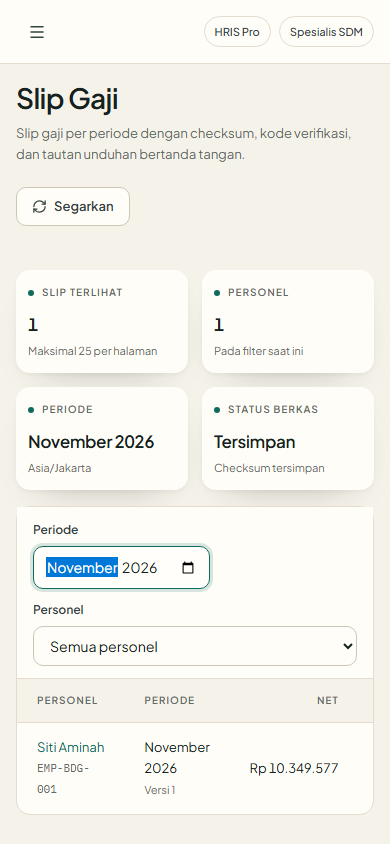 HRIS Pro
Spesialis SDM
Slip Gaji
Slip gaji per periode dengan checksum, kode verifikasi,
dan tautan unduhan bertanda tangan.
Segarkan
SLIP TERLIHAT
1
Maksimal 25 per halaman
PERSONEL
1
Pada filter saat ini
PERIODE
November 2026
Asia/Jakarta
STATUS BERKAS
Tersimpan
Checksum tersimpan
Periode
November 2026
Personel
Semua personel
PERSONEL PERIODE NET
Siti Aminah
EMP-BDG-
001
November
2026
Versi 1
Rp 10.349.577